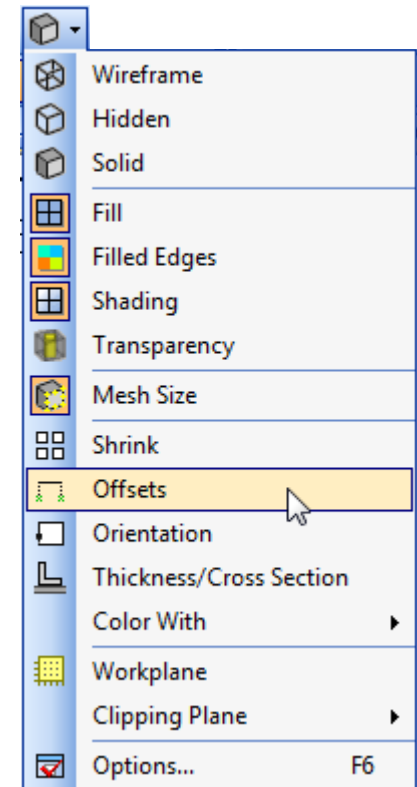 Wireframe
Hidden
Solid
Fill
Filled Edges
Shading
Transparency
Mesh Size
Shrink
Offsets
Orientation
Thickness/Cross Section
Color With
Workplane
Clipping Plane
Options... F6